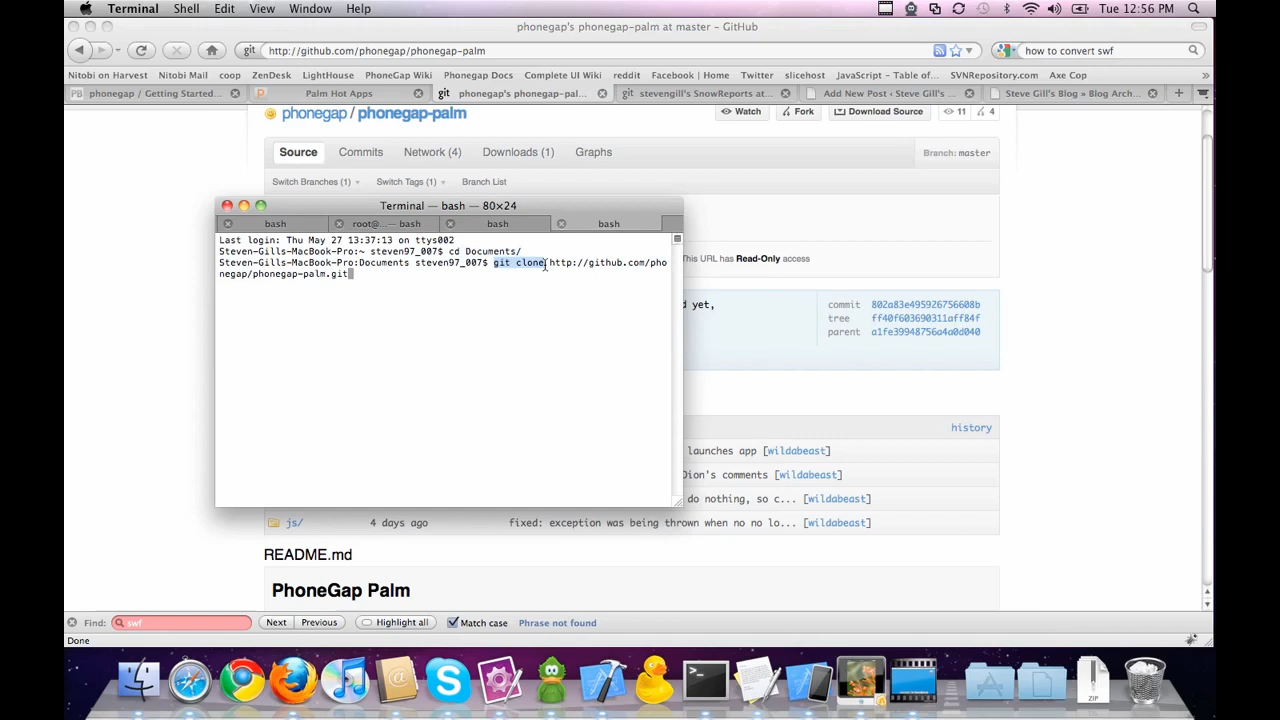 Terminal Shell Edit View Window Help Tue 12:56 PM
phonegap's phonegap-palm at master - GitHub
git http://github.com/phonegap/phonegap-palm how to convert swf
Nitobi on Harvest Nitobi Mail coop ZenDesk LightHouse PhoneGap Wiki Phonegap Docs Complete UI Wiki reddit Facebook | Home Twitter slicehost JavaScript - Table of... SVNRepository.com Axe Cop »
PB phonegap / Getting Started... Palm Hot Apps git phonegap's phonegap-pal... git stevengill's SnowReports at... Add New Post ‹ Steve Gill's... Steve Gill's Blog » Blog Arch...
phonegap / phonegap-palm Watch Fork Download Source 11 4
Source Commits Network (4) Downloads (1) Graphs Branch: master
Switch Branches (1) Switch Tags (1) Branch List
Terminal — bash — 80×24
bash root@... — bash bash bash
Last login: Thu May 27 13:37:13 on ttys002
Steven-Gills-MacBook-Pro:~ steven97_007$ cd Documents/
Steven-Gills-MacBook-Pro:Documents steven97_007$ git clone http://github.com/pho
negap/phonegap-palm.git
This URL has Read-Only access
d yet,
commit 802a83e495926756608b
tree ff40f603690311aff84f
parent a1fe39948756a4a0d040
history
launches app [wildabeast]
Dion's comments [wildabeast]
do nothing, so c... [wildabeast]
js/ 4 days ago fixed: exception was being thrown when no no lo... [wildabeast]
README.md
PhoneGap Palm
Find: swf Next Previous Highlight all Match case Phrase not found
Done
ZIP